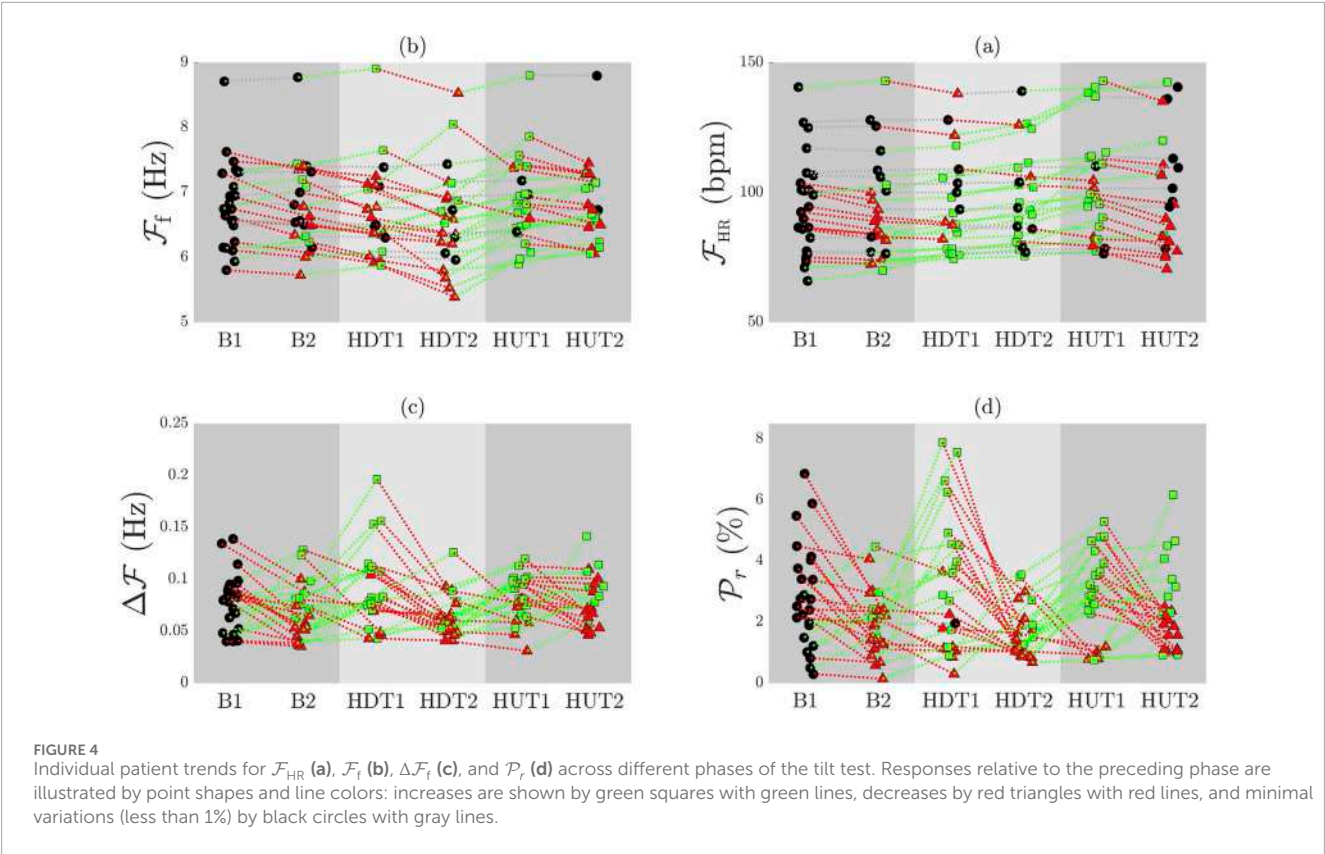 (b)
9
8
7
6
5
ℱf (Hz)
B1 B2 HDT1 HDT2 HUT1 HUT2
(a)
150
100
50
ℱHR (bpm)
B1 B2 HDT1 HDT2 HUT1 HUT2
(c)
0.25
0.2
0.15
0.1
0.05
0
Δℱ (Hz)
B1 B2 HDT1 HDT2 HUT1 HUT2
(d)
8
6
4
2
0
𝒫r (%)
B1 B2 HDT1 HDT2 HUT1 HUT2
FIGURE 4
Individual patient trends for ℱHR (a), ℱf (b), Δℱf (c), and 𝒫r (d) across different phases of the tilt test. Responses relative to the preceding phase are
illustrated by point shapes and line colors: increases are shown by green squares with green lines, decreases by red triangles with red lines, and minimal
variations (less than 1%) by black circles with gray lines.